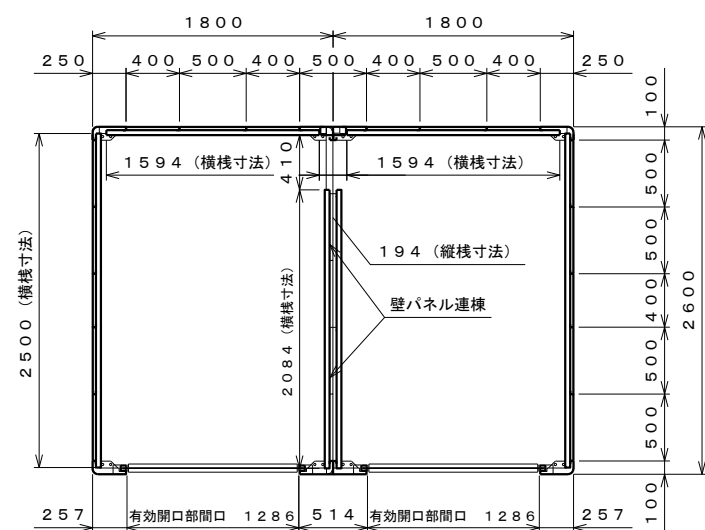 １８００ １８００
２５０ ４００ ５００ ４００ ５００ ４００ ５００ ４００ ２５０
１００
１５９４（横桟寸法） ４１０ １５９４（横桟寸法）
５００
１９４（縦桟寸法）
５００
壁パネル連棟
２５００（横桟寸法）
２０８４（横桟寸法）
４００
２６００
５００
５００
１００
２５７ 有効開口部間口 １２８６ ５１４ 有効開口部間口 １２８６ ２５７